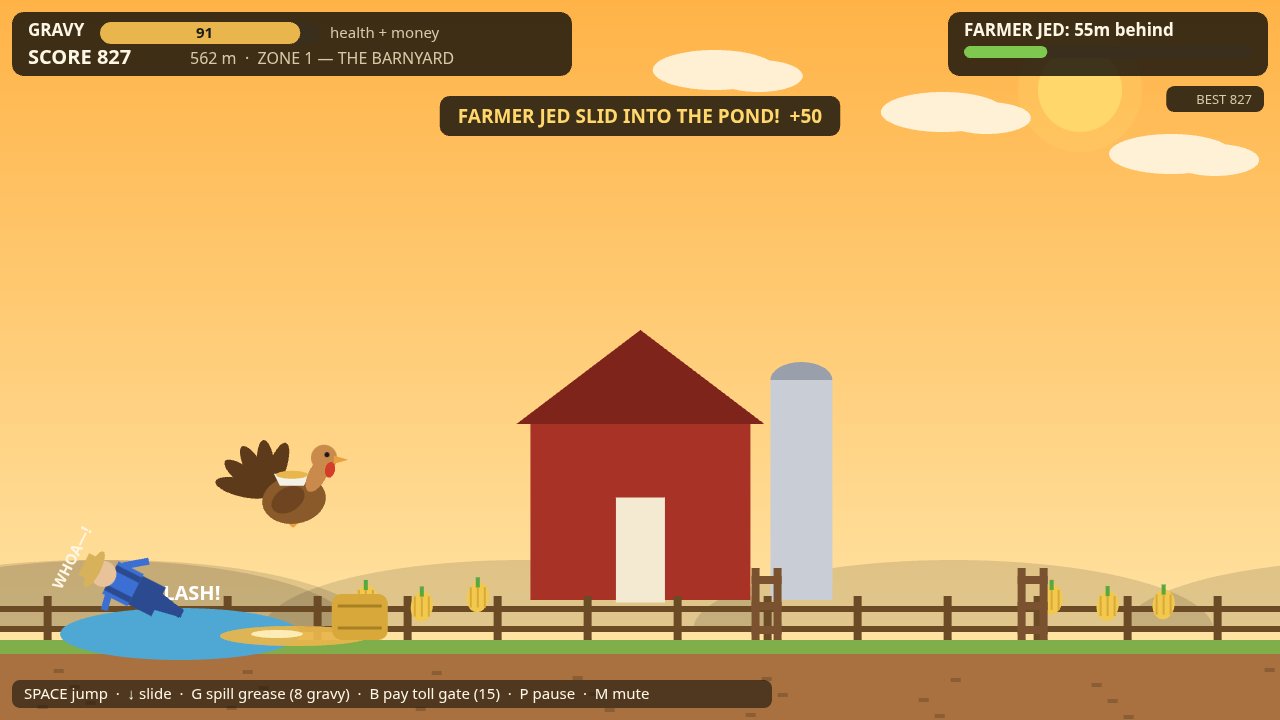 GRAVY 91 health + money
SCORE 827 562 m · ZONE 1 — THE BARNYARD
FARMER JED: 55m behind
BEST 827
FARMER JED SLID INTO THE POND! +50
WHOA—!
LASH!
SPACE jump · ↓ slide · G spill grease (8 gravy) · B pay toll gate (15) · P pause · M mute